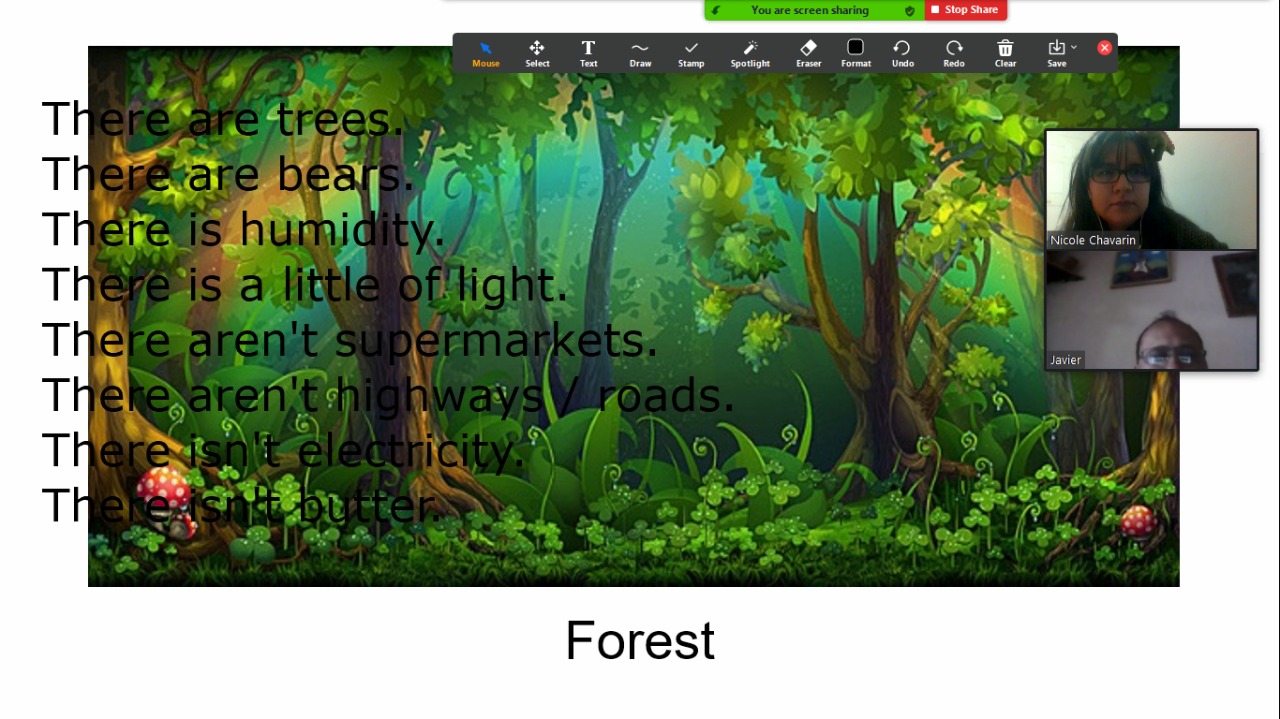 You are screen sharing Stop Share
Mouse Select Text Draw Stamp Spotlight Eraser Format Undo Redo Clear Save
There are trees.
There are bears.
There is humidity.
There is a little of light.
There aren't supermarkets.
There aren't highways / roads.
There isn't electricity.
There isn't butter.
Nicole Chavarin
Javier
Forest